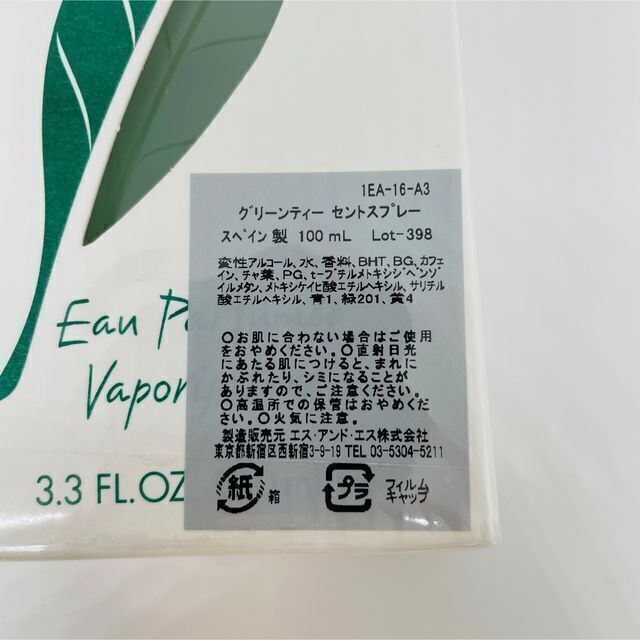 1EA-16-A3
グリーンティー セントスプレー
スペイン 製 100 mL Lot-398
変性アルコール、水、香料、BHT、BG、カフェ
イン、チャ葉、PG、t-ブチルメトキシジベンゾ
イルメタン、メトキシケイヒ酸エチルヘキシル、サリチル
酸エチルヘキシル、青1、緑201、黄4
○お肌に合わない場合はご使用
をおやめください。○直射日光
にあたる肌につけると、まれに
かぶれたり、シミになることが
ありますので、ご注意ください。
○高温所での保管はおやめくだ
さい。○火気に注意。
製造販売元 エス・アンド・エス株式会社
東京都新宿区西新宿3-9-19 TEL 03-5304-5211
紙 箱 プラ フィルム
キャップ
Eau Parfumée
3.3 FL.OZ